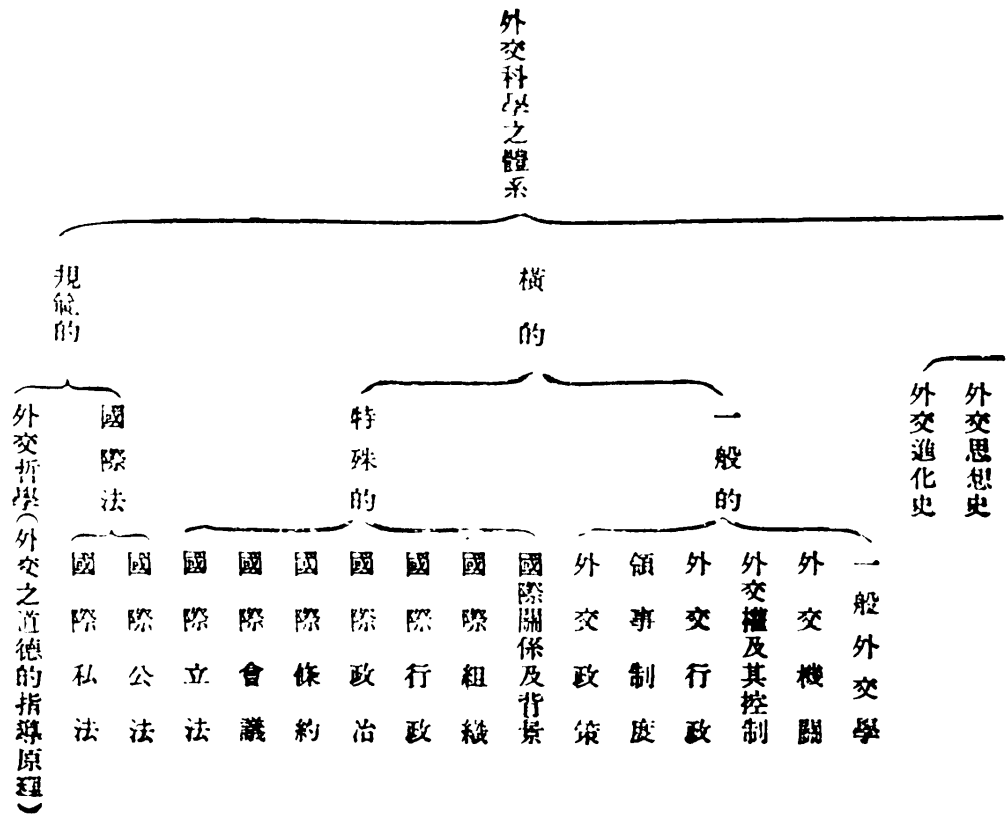 外交科學之體系
外交思想史
外交進化史
橫的
一般的
一般外交學
外交機關
外交權及其控制
外交行政
領事制度
外交政策
特殊的
國際關係及背景
國際組織
國際行政
國際政治
國際條約
國際會議
國際立法
規範的
國際法
國際公法
國際私法
外交哲學(外交之道德的指導原理)